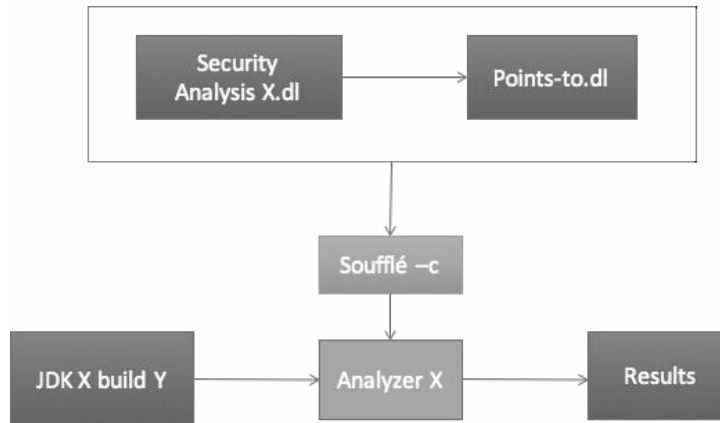 Security
Analysis X.dl
Points-to.dl
Soufflé –c
JDK X build Y
Analyzer X
Results